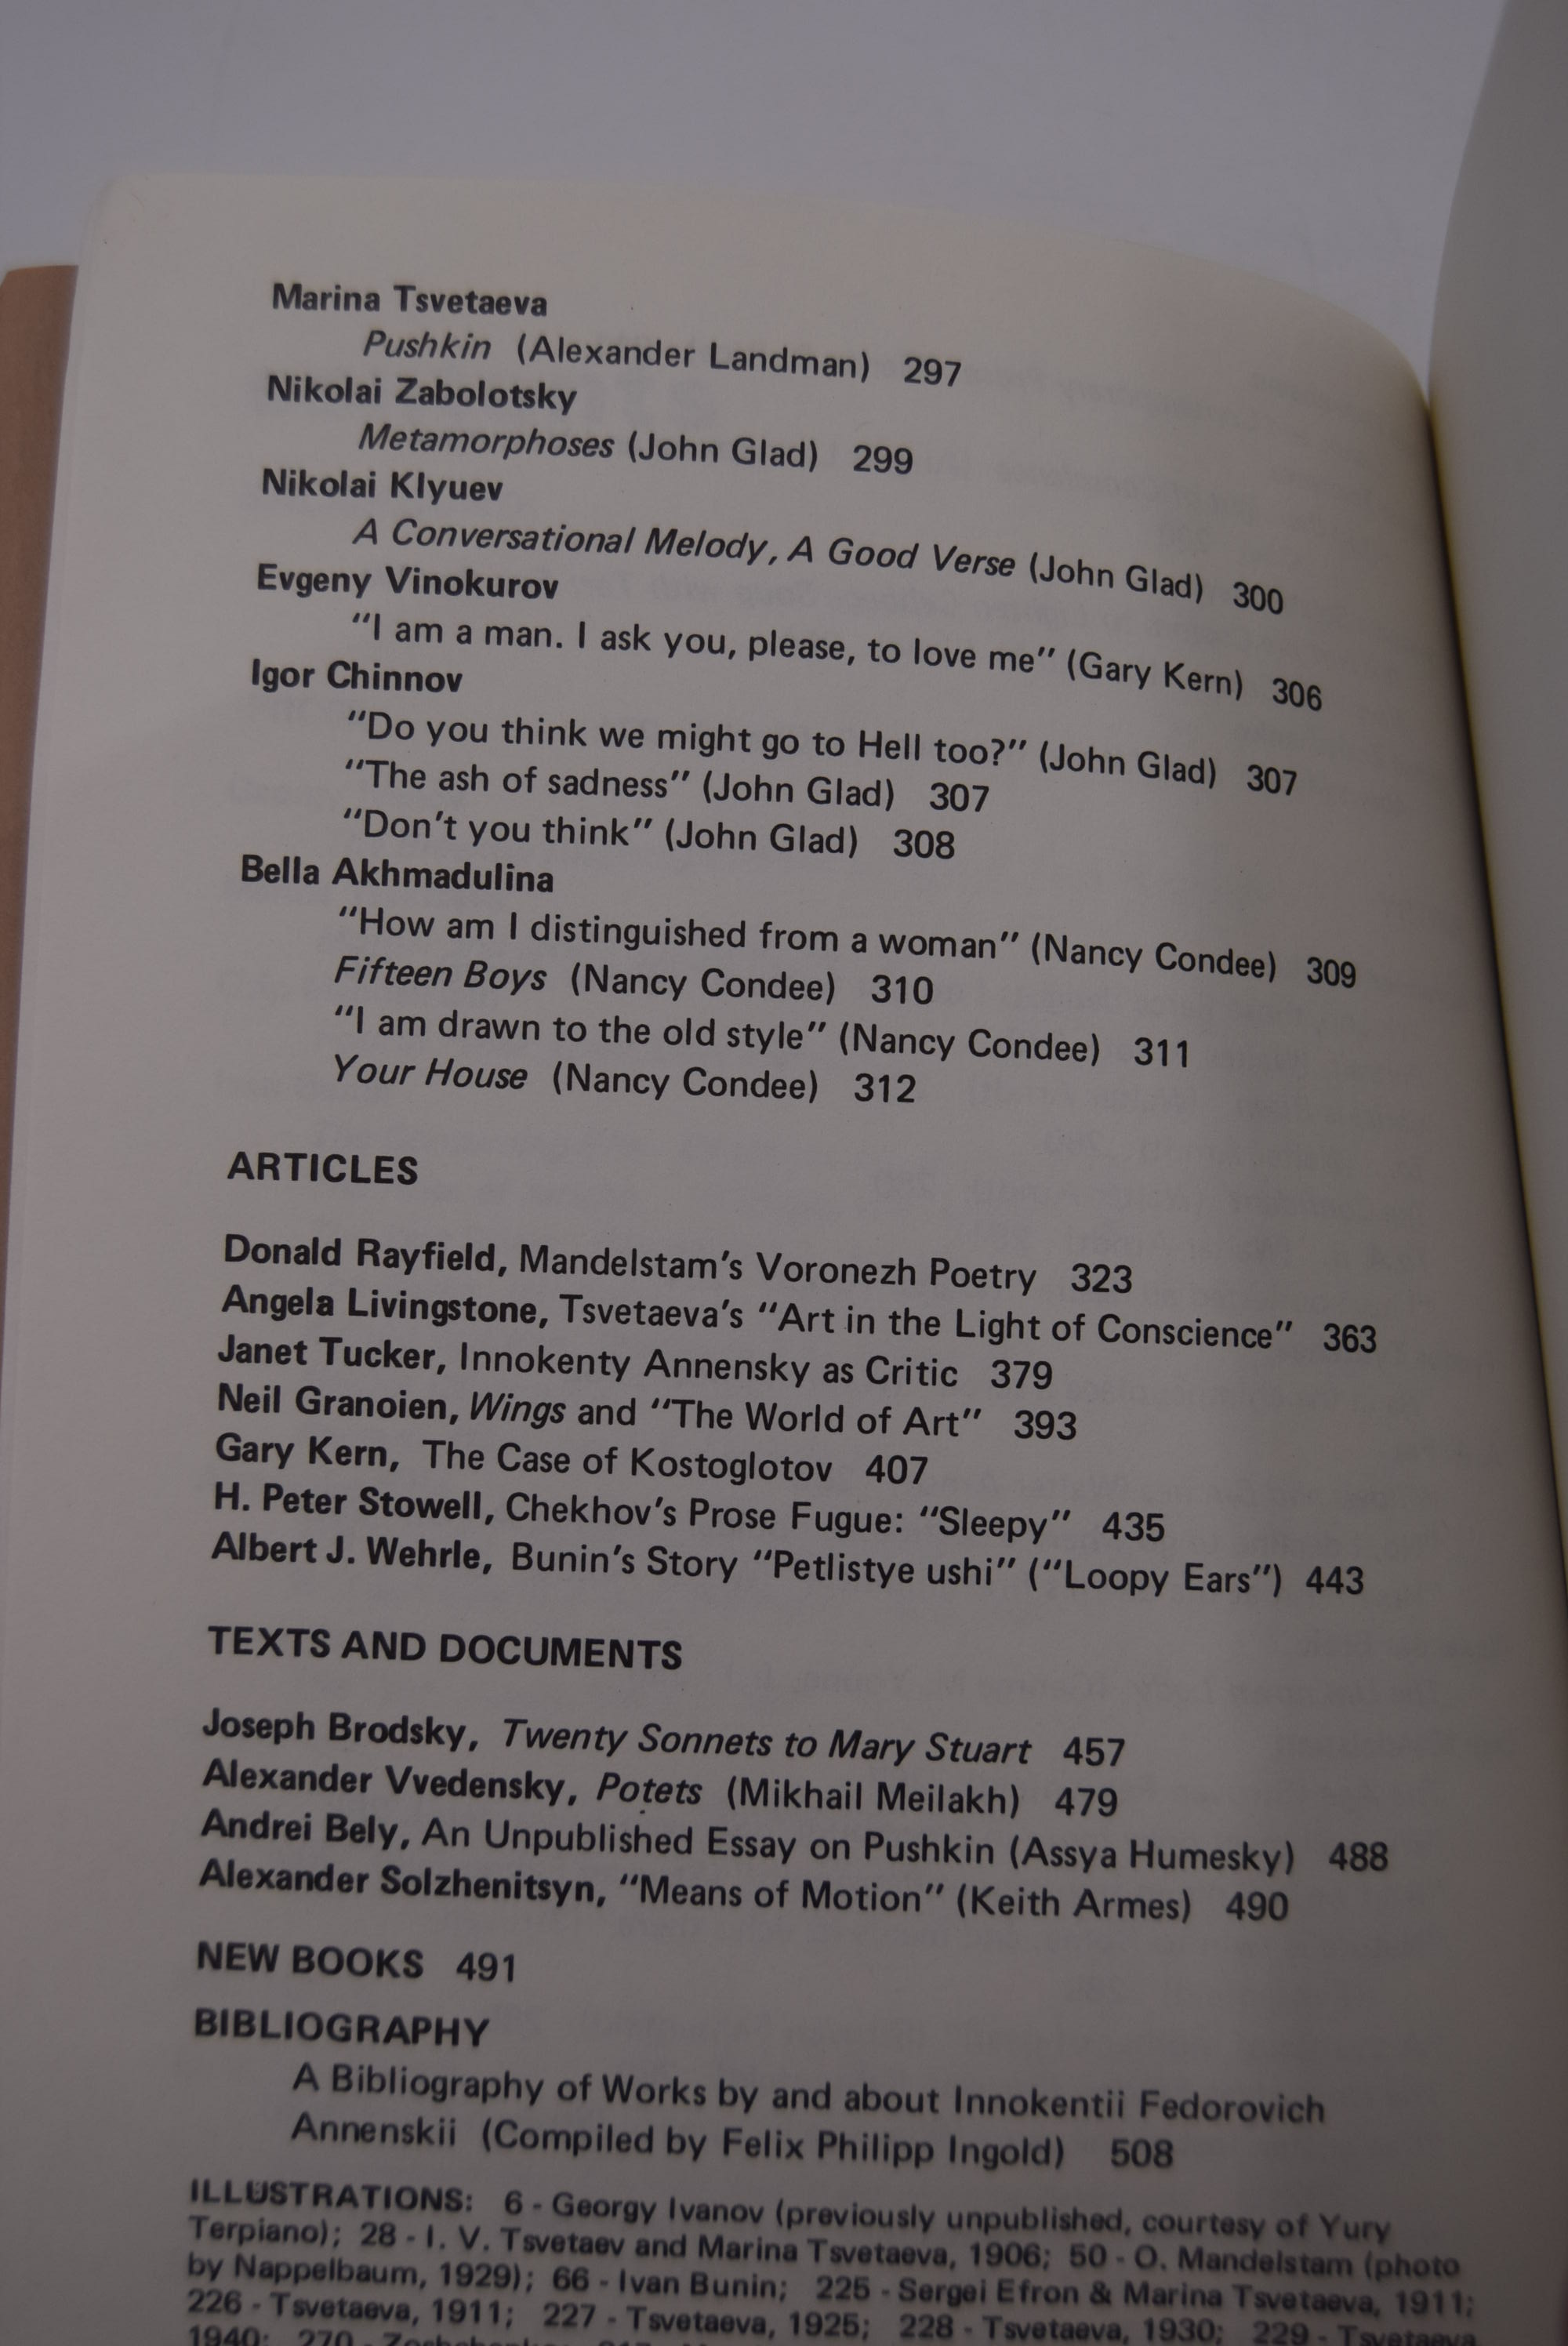 Marina Tsvetaeva
Pushkin (Alexander Landman) 297
Nikolai Zabolotsky
Metamorphoses (John Glad) 299
Nikolai Klyuev
A Conversational Melody, A Good Verse (John Glad) 300
Evgeny Vinokurov
"I am a man. I ask you, please, to love me" (Gary Kern) 306
Igor Chinnov
"Do you think we might go to Hell too?" (John Glad) 307
"The ash of sadness" (John Glad) 307
"Don't you think" (John Glad) 308
Bella Akhmadulina
"How am I distinguished from a woman" (Nancy Condee) 309
Fifteen Boys (Nancy Condee) 310
"I am drawn to the old style" (Nancy Condee) 311
Your House (Nancy Condee) 312
ARTICLES
Donald Rayfield, Mandelstam's Voronezh Poetry 323
Angela Livingstone, Tsvetaeva's "Art in the Light of Conscience" 363
Janet Tucker, Innokenty Annensky as Critic 379
Neil Granoien, Wings and "The World of Art" 393
Gary Kern, The Case of Kostoglotov 407
H. Peter Stowell, Chekhov's Prose Fugue: "Sleepy" 435
Albert J. Wehrle, Bunin's Story "Petlistye ushi" ("Loopy Ears") 443
TEXTS AND DOCUMENTS
Joseph Brodsky, Twenty Sonnets to Mary Stuart 457
Alexander Vvedensky, Potets (Mikhail Meilakh) 479
Andrei Bely, An Unpublished Essay on Pushkin (Assya Humesky) 488
Alexander Solzhenitsyn, "Means of Motion" (Keith Armes) 490
NEW BOOKS 491
BIBLIOGRAPHY
A Bibliography of Works by and about Innokentii Fedorovich
Annenskii (Compiled by Felix Philipp Ingold) 508
ILLUSTRATIONS: 6 - Georgy Ivanov (previously unpublished, courtesy of Yury
Terpiano); 28 - I. V. Tsvetaev and Marina Tsvetaeva, 1906; 50 - O. Mandelstam (photo
by Nappelbaum, 1929); 66 - Ivan Bunin; 225 - Sergei Efron & Marina Tsvetaeva, 1911;
226 - Tsvetaeva, 1911; 227 - Tsvetaeva, 1925; 228 - Tsvetaeva, 1930; 229 - Tsvetaeva
1940; 270 -